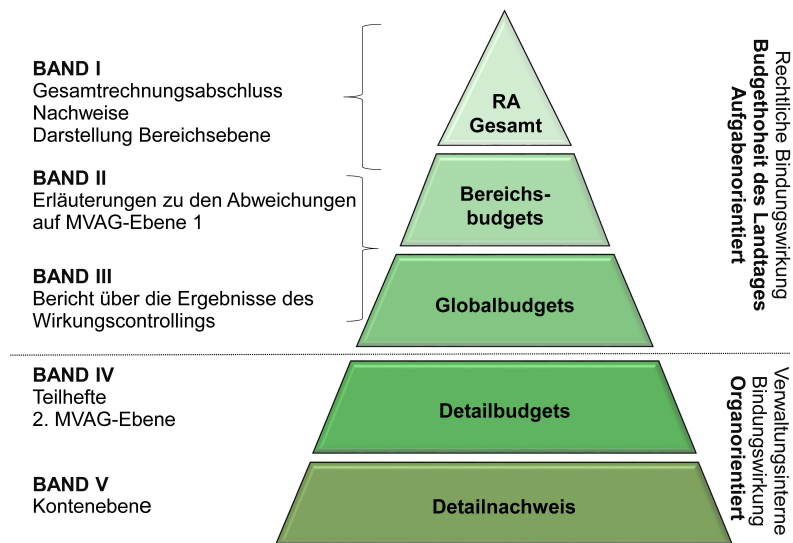 BAND I
Gesamtrechnungsabschluss
Nachweise
Darstellung Bereichsebene
BAND II
Erläuterungen zu den Abweichungen
auf MVAG-Ebene 1
BAND III
Bericht über die Ergebnisse des
Wirkungscontrollings
BAND IV
Teilhefte
2. MVAG-Ebene
BAND V
Kontenebene
RA
Gesamt
Bereichs-
budgets
Globalbudgets
Detailbudgets
Detailnachweis
Rechtliche Bindungswirkung
Budgethoheit des Landtages
Aufgabenorientiert
Verwaltungsinterne
Bindungswirkung
Organorientiert